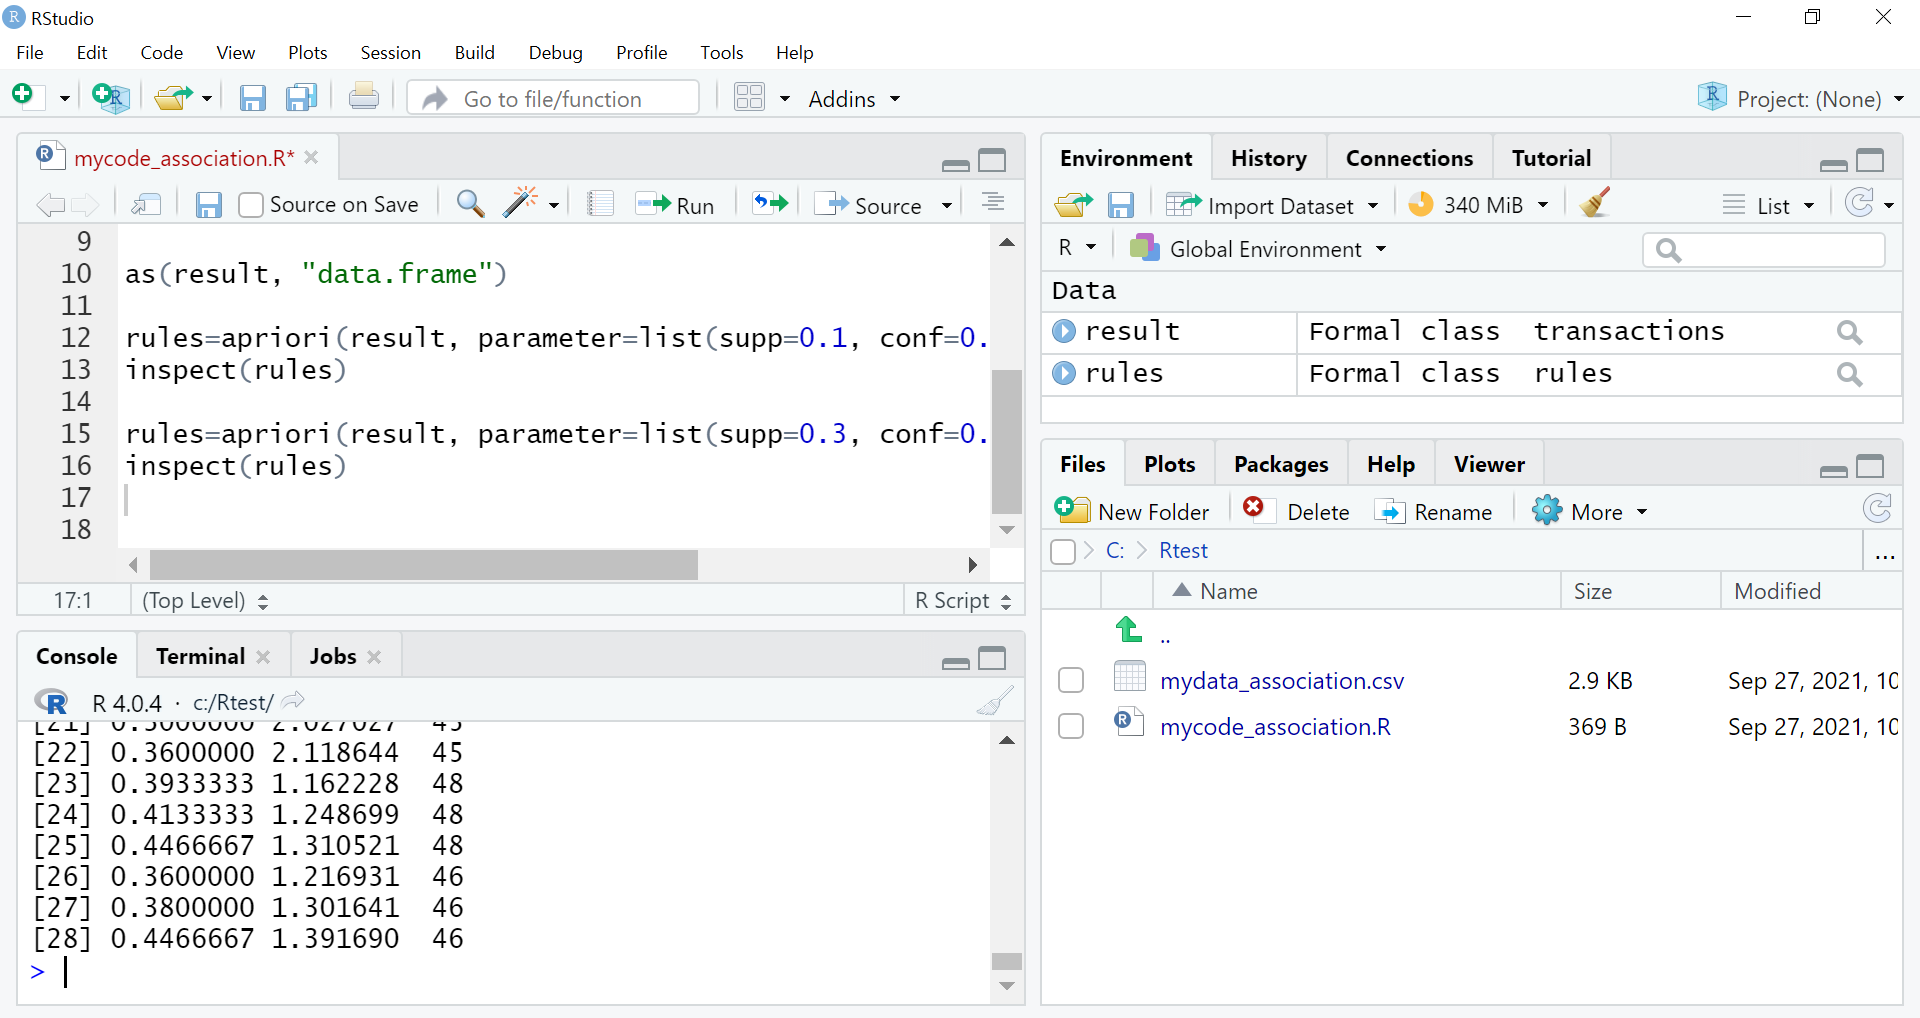 RStudio
File Edit Code View Plots Session Build Debug Profile Tools Help
Go to file/function Addins Project: (None)
mycode_association.R*
Source on Save Run Source
9
10 as(result, "data.frame")
11
12 rules=apriori(result, parameter=list(supp=0.1, conf=0.
13 inspect(rules)
14
15 rules=apriori(result, parameter=list(supp=0.3, conf=0.
16 inspect(rules)
17
18
17:1 (Top Level) R Script
Console Terminal Jobs
R 4.0.4 · c:/Rtest/
[21] 0.3600000 2.027027 45
[22] 0.3600000 2.118644 45
[23] 0.3933333 1.162228 48
[24] 0.4133333 1.248699 48
[25] 0.4466667 1.310521 48
[26] 0.3600000 1.216931 46
[27] 0.3800000 1.301641 46
[28] 0.4466667 1.391690 46
>
Environment History Connections Tutorial
Import Dataset 340 MiB List
R Global Environment
Data
result Formal class transactions
rules Formal class rules
Files Plots Packages Help Viewer
New Folder Delete Rename More
C: Rtest ...
Name Size Modified
..
mydata_association.csv 2.9 KB Sep 27, 2021, 10
mycode_association.R 369 B Sep 27, 2021, 10